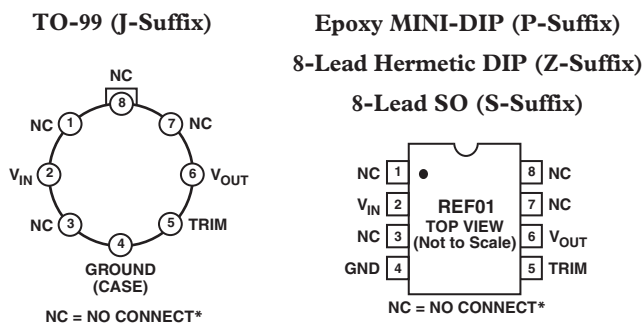 TO-99 (J-Suffix)
NC
8
NC 1
7 NC
VIN 2
6 VOUT
NC 3
5 TRIM
4
GROUND
(CASE)
NC = NO CONNECT*
Epoxy MINI-DIP (P-Suffix)
8-Lead Hermetic DIP (Z-Suffix)
8-Lead SO (S-Suffix)
NC 1
8 NC
VIN 2
REF01
7 NC
TOP VIEW
(Not to Scale)
NC 3
6 VOUT
GND 4
5 TRIM
NC = NO CONNECT*